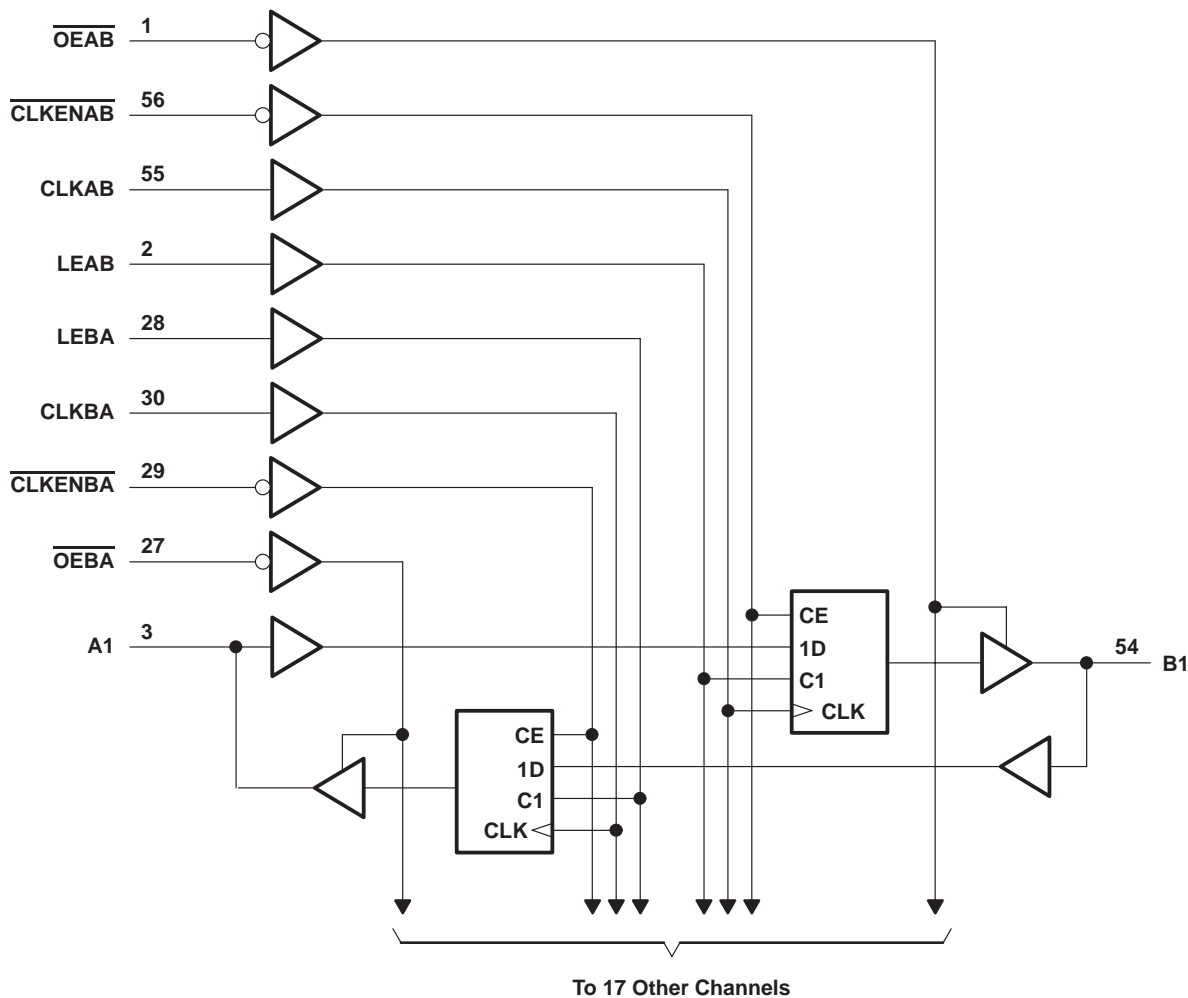 OEAB 1
CLKENAB 56
CLKAB 55
LEAB 2
LEBA 28
CLKBA 30
CLKENBA 29
OEBA 27
A1 3
CE
1D
C1
CLK
54 B1
CE
1D
C1
CLK
To 17 Other Channels